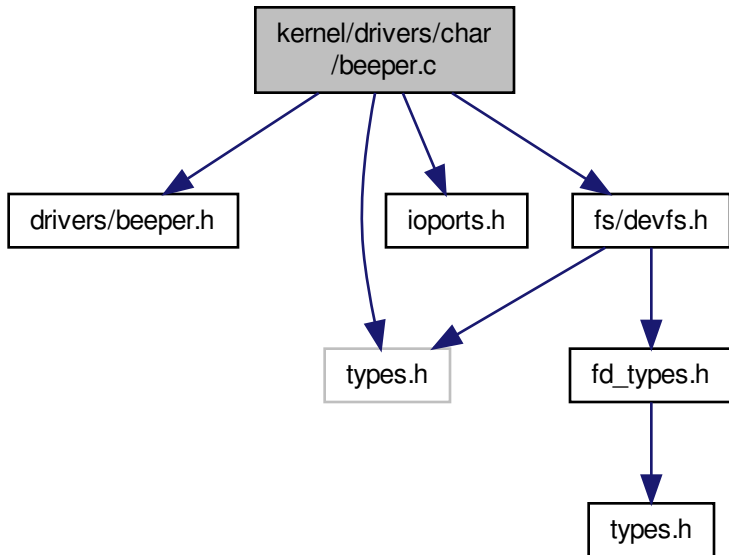 kernel/drivers/char
/beeper.c
drivers/beeper.h
ioports.h
fs/devfs.h
types.h
fd_types.h
types.h